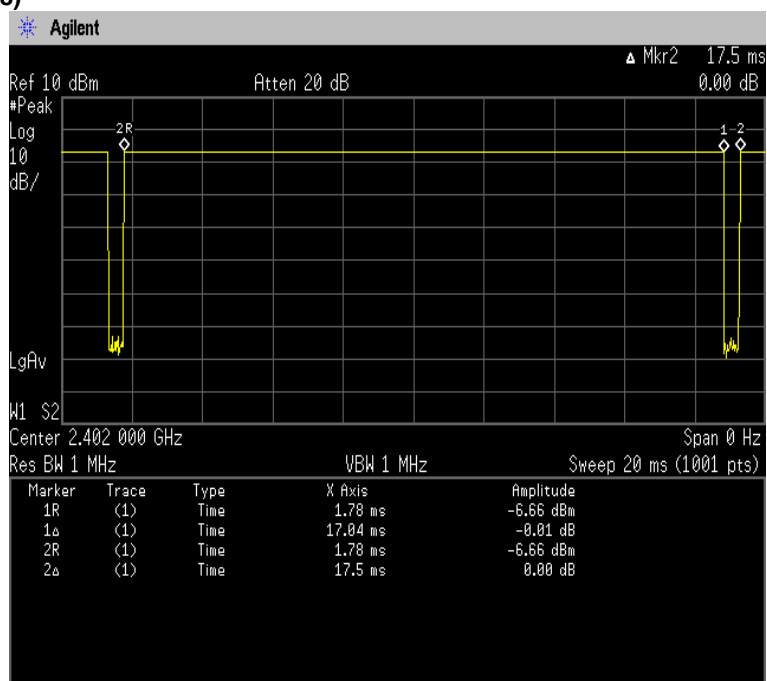 Agilent
Δ Mkr2 17.5 ms
Ref 10 dBm Atten 20 dB 0.00 dB
#Peak
Log
10
dB/
2R
1
2
LgAv
W1 S2
Center 2.402 000 GHz Span 0 Hz
Res BW 1 MHz VBW 1 MHz Sweep 20 ms (1001 pts)
Marker Trace Type X Axis Amplitude
1R (1) Time 1.78 ms -6.66 dBm
1Δ (1) Time 17.04 ms -0.01 dB
2R (1) Time 1.78 ms -6.66 dBm
2Δ (1) Time 17.5 ms 0.00 dB